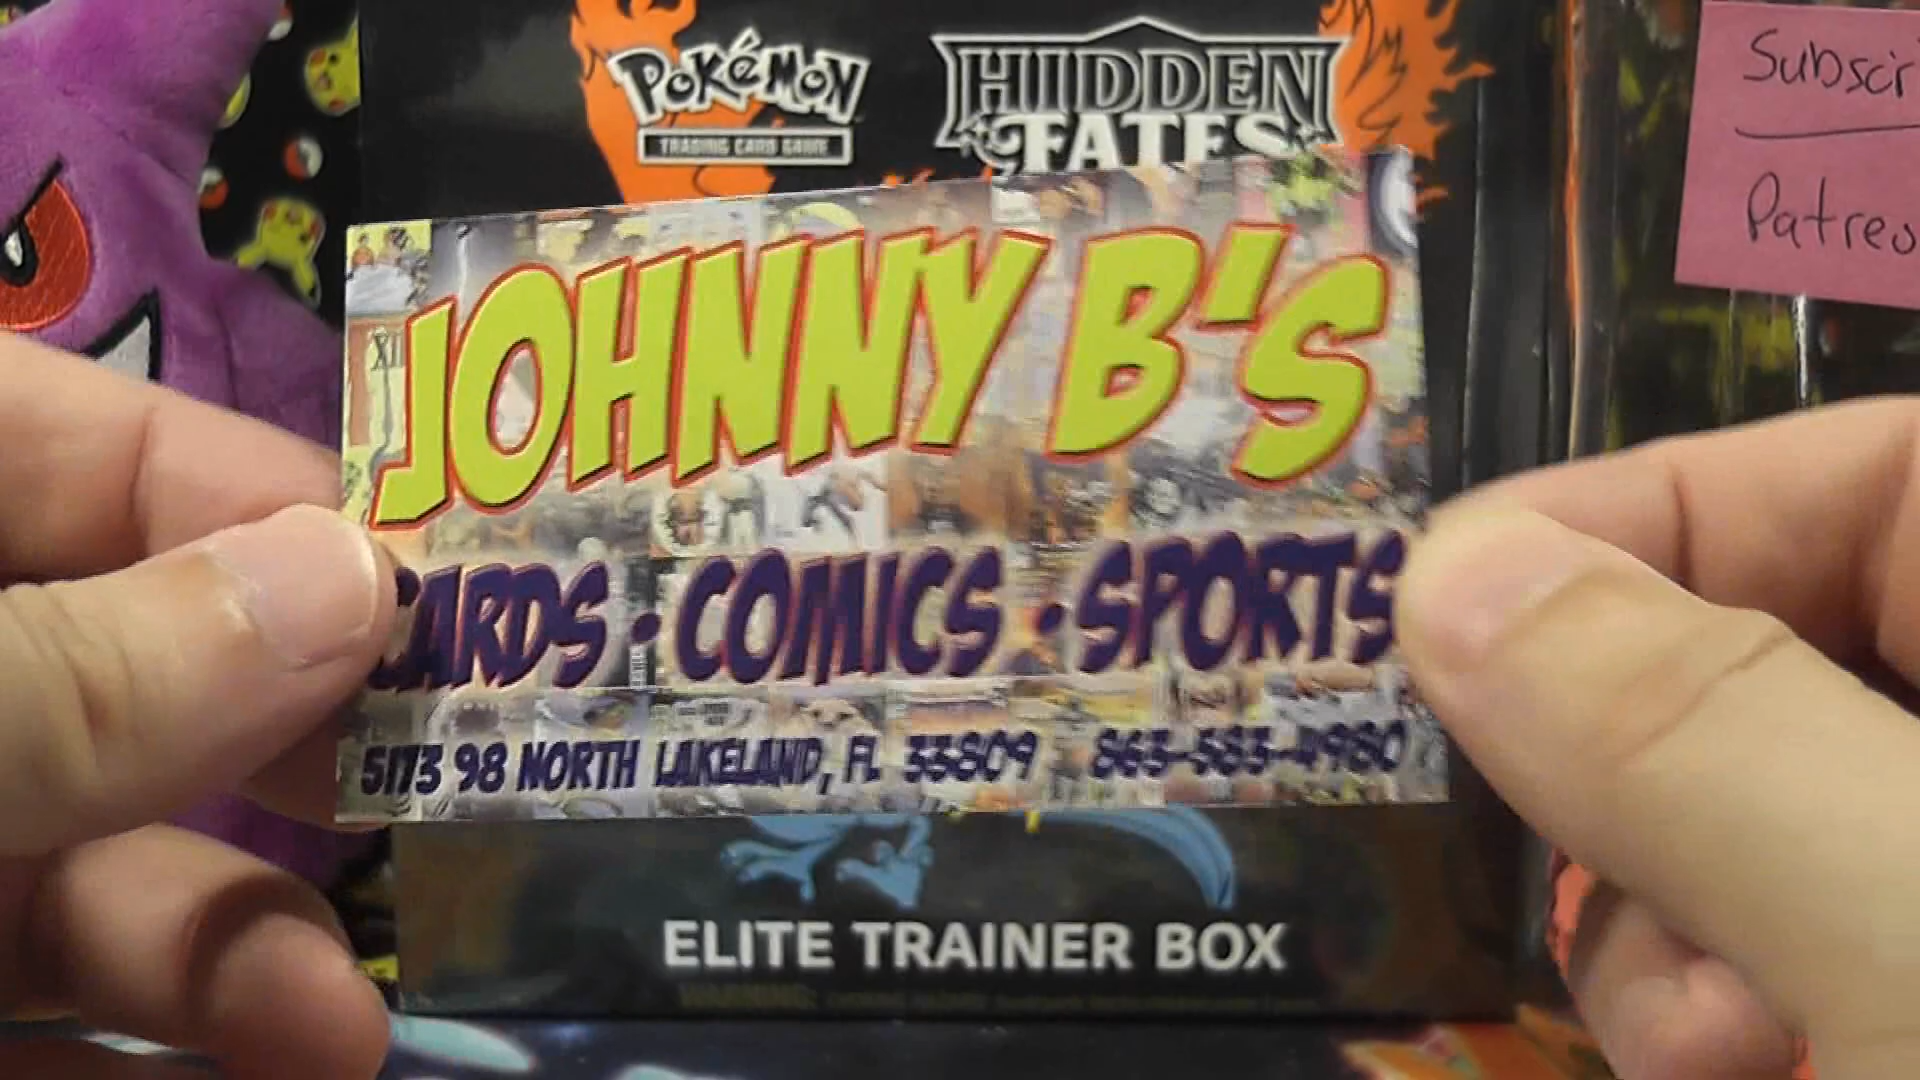 POKéMON
TRADING CARD GAME
HIDDEN
FATES
Subscr
Patreo
JOHNNY B'S
CARDS • COMICS • SPORTS
5173 98 NORTH LAKELAND, FL 33809 863-583-4980
ELITE TRAINER BOX
WARNING: